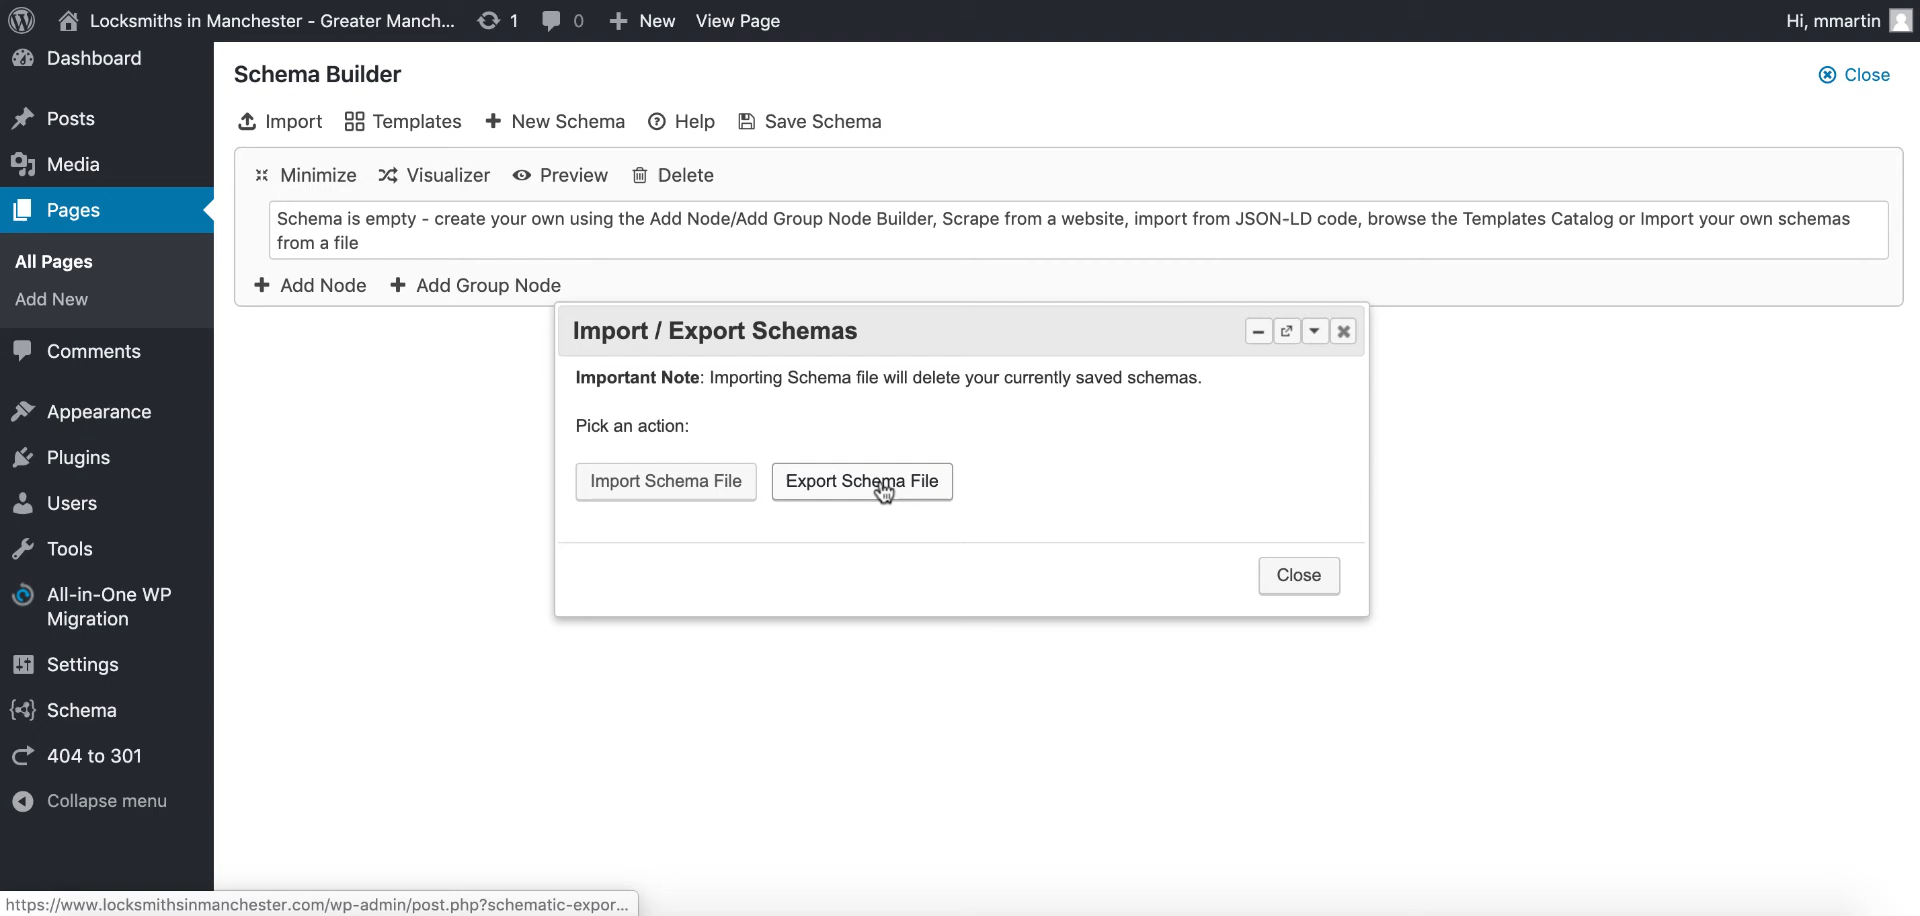 Locksmiths in Manchester - Greater Manch... 1 0 New View Page Hi, mmartin
Dashboard
Posts
Media
Pages
All Pages
Add New
Comments
Appearance
Plugins
Users
Tools
All-in-One WP
Migration
Settings
Schema
404 to 301
Collapse menu
Schema Builder Close
Import Templates New Schema Help Save Schema
Minimize Visualizer Preview Delete
Schema is empty - create your own using the Add Node/Add Group Node Builder, Scrape from a website, import from JSON-LD code, browse the Templates Catalog or Import your own schemas
from a file
Add Node Add Group Node
Import / Export Schemas
Important Note: Importing Schema file will delete your currently saved schemas.
Pick an action:
Import Schema File Export Schema File
Close
https://www.locksmithsinmanchester.com/wp-admin/post.php?schematic-expor...